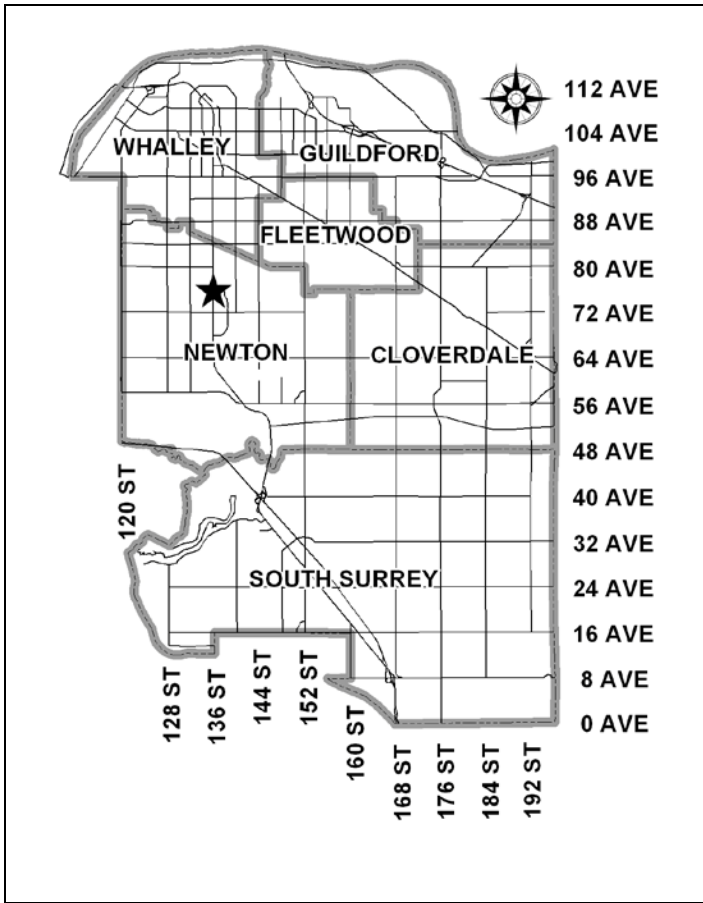 112 AVE
104 AVE
WHALLEY
GUILDFORD
96 AVE
88 AVE
FLEETWOOD
80 AVE
72 AVE
NEWTON
CLOVERDALE
64 AVE
56 AVE
48 AVE
120 ST
40 AVE
32 AVE
SOUTH SURREY
24 AVE
16 AVE
8 AVE
0 AVE
128 ST
136 ST
144 ST
152 ST
160 ST
168 ST
176 ST
184 ST
192 ST